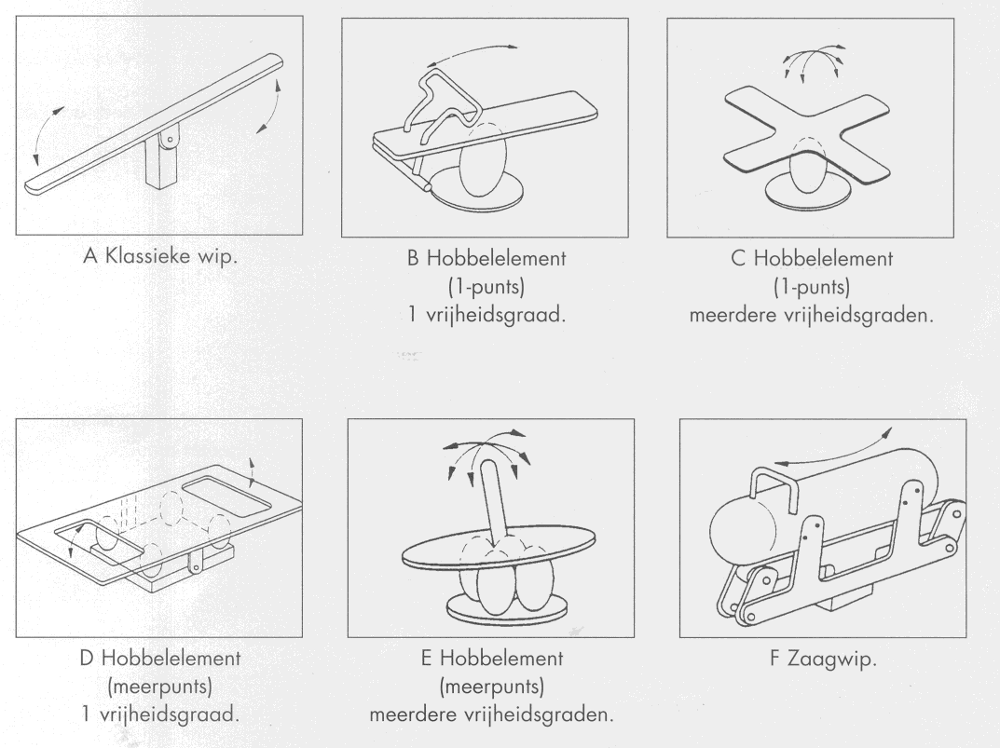 A Klassieke wip.
B Hobbelelement
(1-punts)
1 vrijheidsgraad.
C Hobbelelement
(1-punts)
meerdere vrijheidsgraden.
D Hobbelelement
(meerpunts)
1 vrijheidsgraad.
E Hobbelelement
(meerpunts)
meerdere vrijheidsgraden.
F Zaagwip.